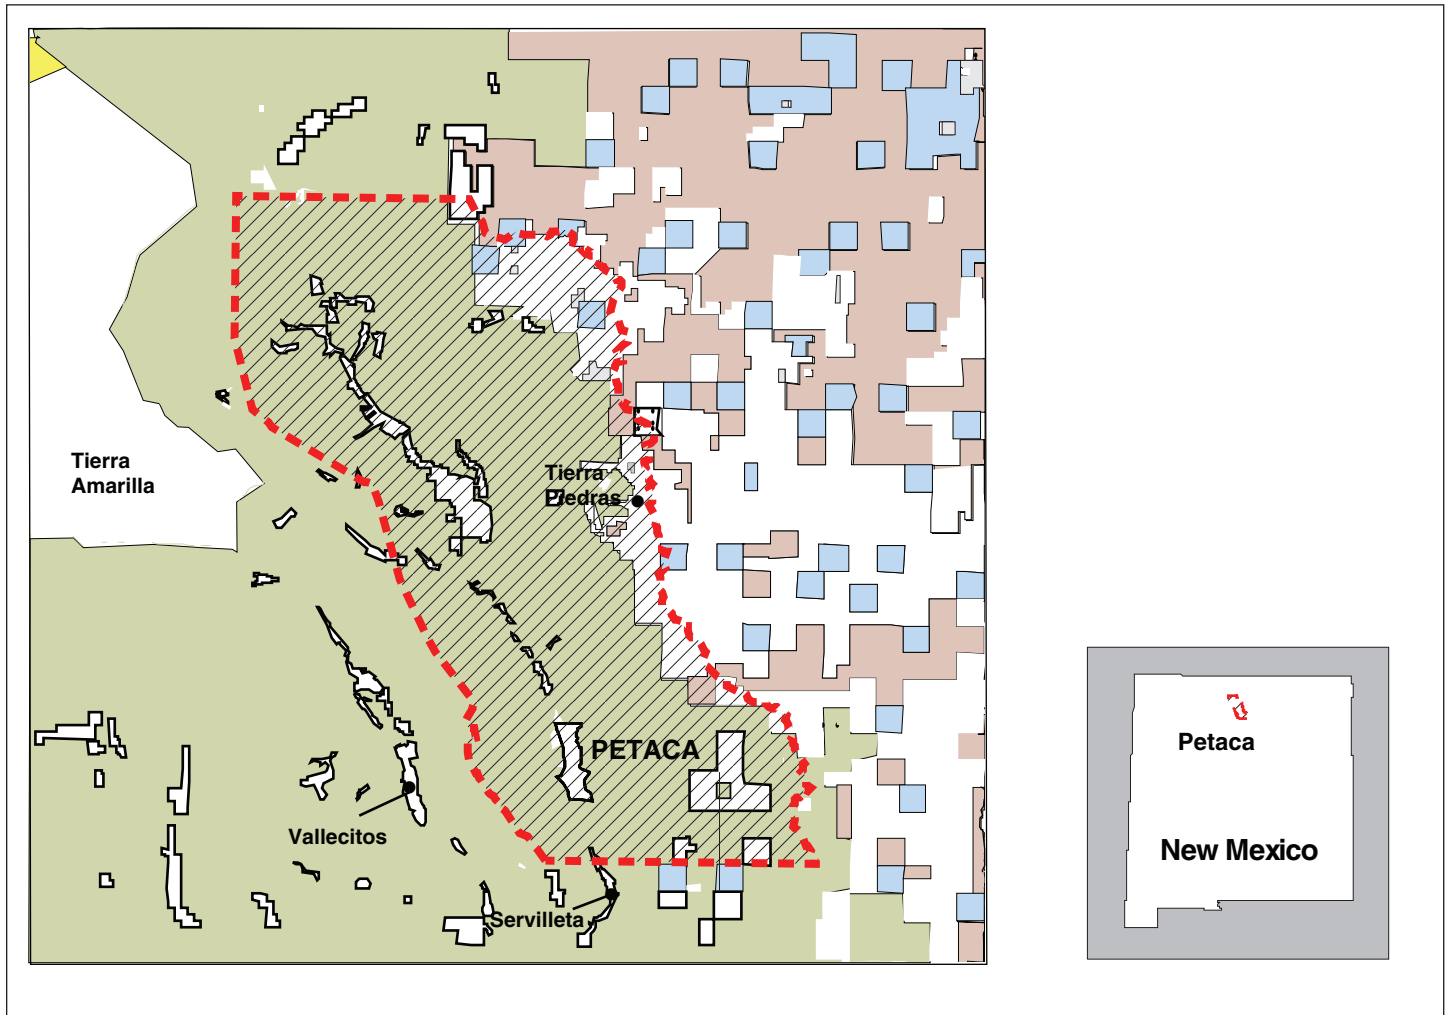 Tierra
Amarilla
Tierra
Piedras
PETACA
Vallecitos
Servilleta
Petaca
New Mexico